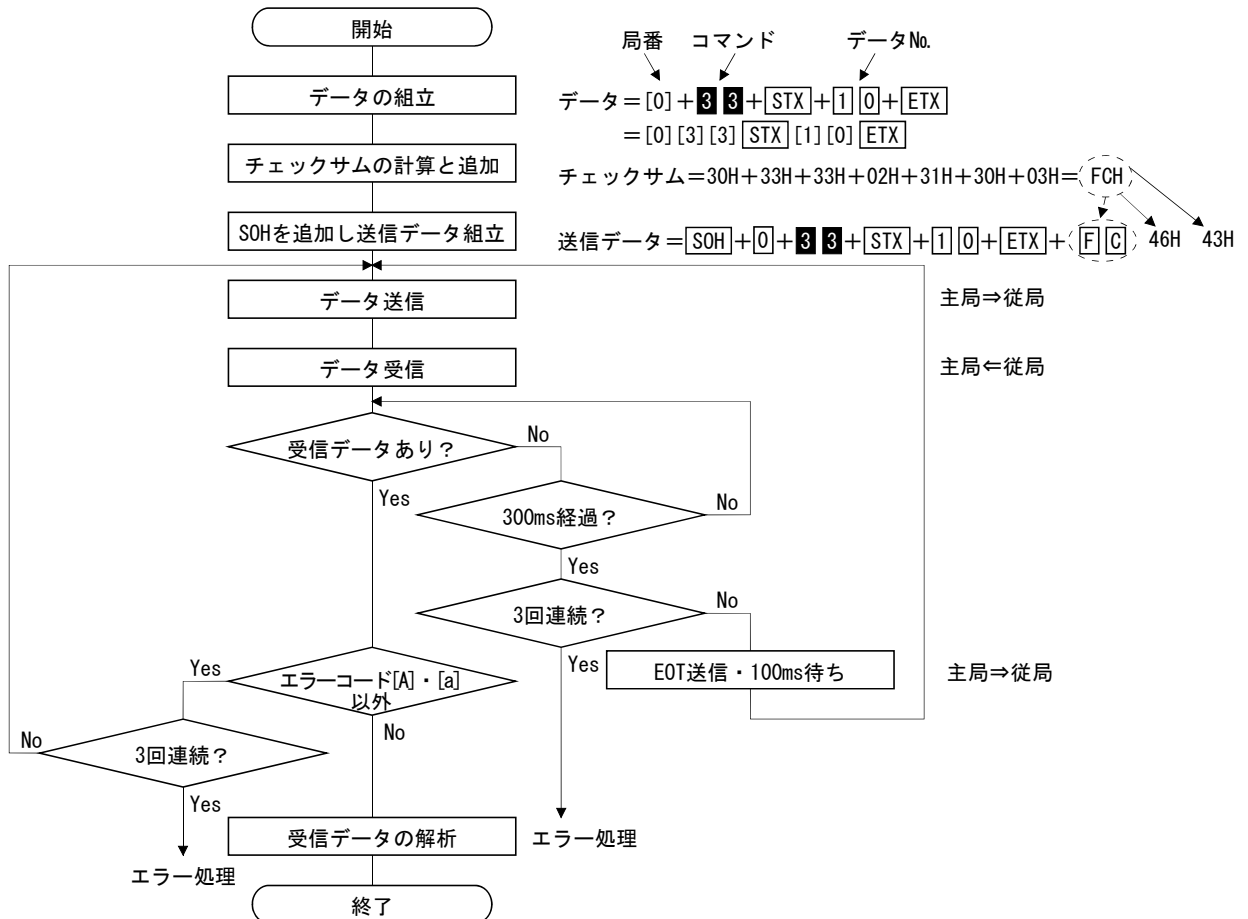 開始
局番 コマンド データNo.
データの組立
データ=[0]+3 3+STX+1 0+ETX
=[0][3][3]STX[1][0]ETX
チェックサムの計算と追加
チェックサム=30H+33H+33H+02H+31H+30H+03H=FCH
SOHを追加し送信データ組立
送信データ=SOH+0+3 3+STX+1 0+ETX+F C 46H 43H
データ送信
主局⇒従局
データ受信
主局⇐従局
受信データあり?
No
Yes
300ms経過?
No
Yes
3回連続?
No
Yes
EOT送信・100ms待ち
主局⇒従局
エラーコード[A]・[a]
以外
Yes
No
3回連続?
No
Yes
受信データの解析
エラー処理
エラー処理
終了